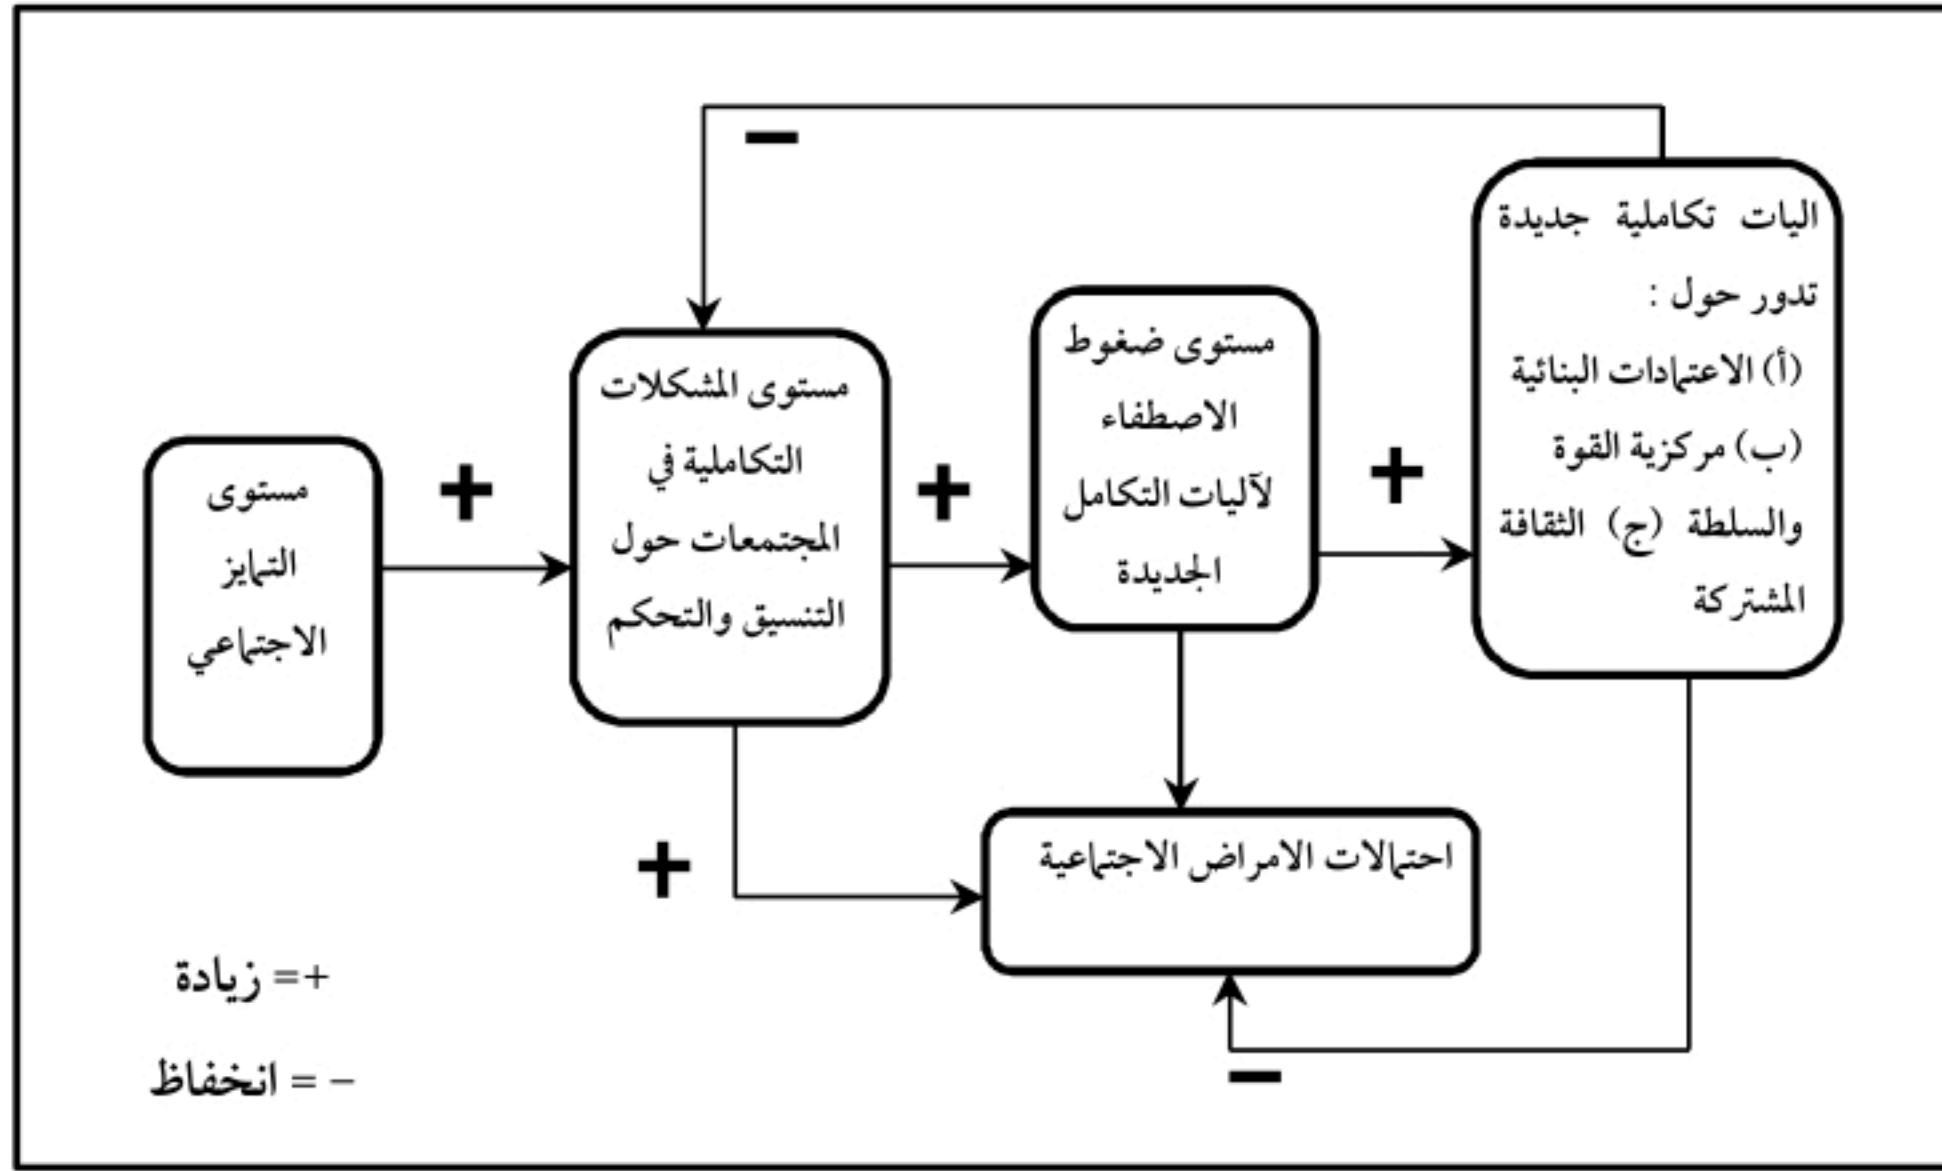 اليات تكاملية جديدة
تدور حول :
(أ) الاعتمادات البنائية
(ب) مركزية القوة
والسلطة (ج) الثقافة
المشتركة
مستوى ضغوط
الاصطفاء
لآليات التكامل
الجديدة
مستوى المشكلات
التكاملية في
المجتمعات حول
التنسيق والتحكم
مستوى
التمايز
الاجتماعي
احتمالات الامراض الاجتماعية
−
+
+
+
+
−
+= زيادة
− = انخفاظ